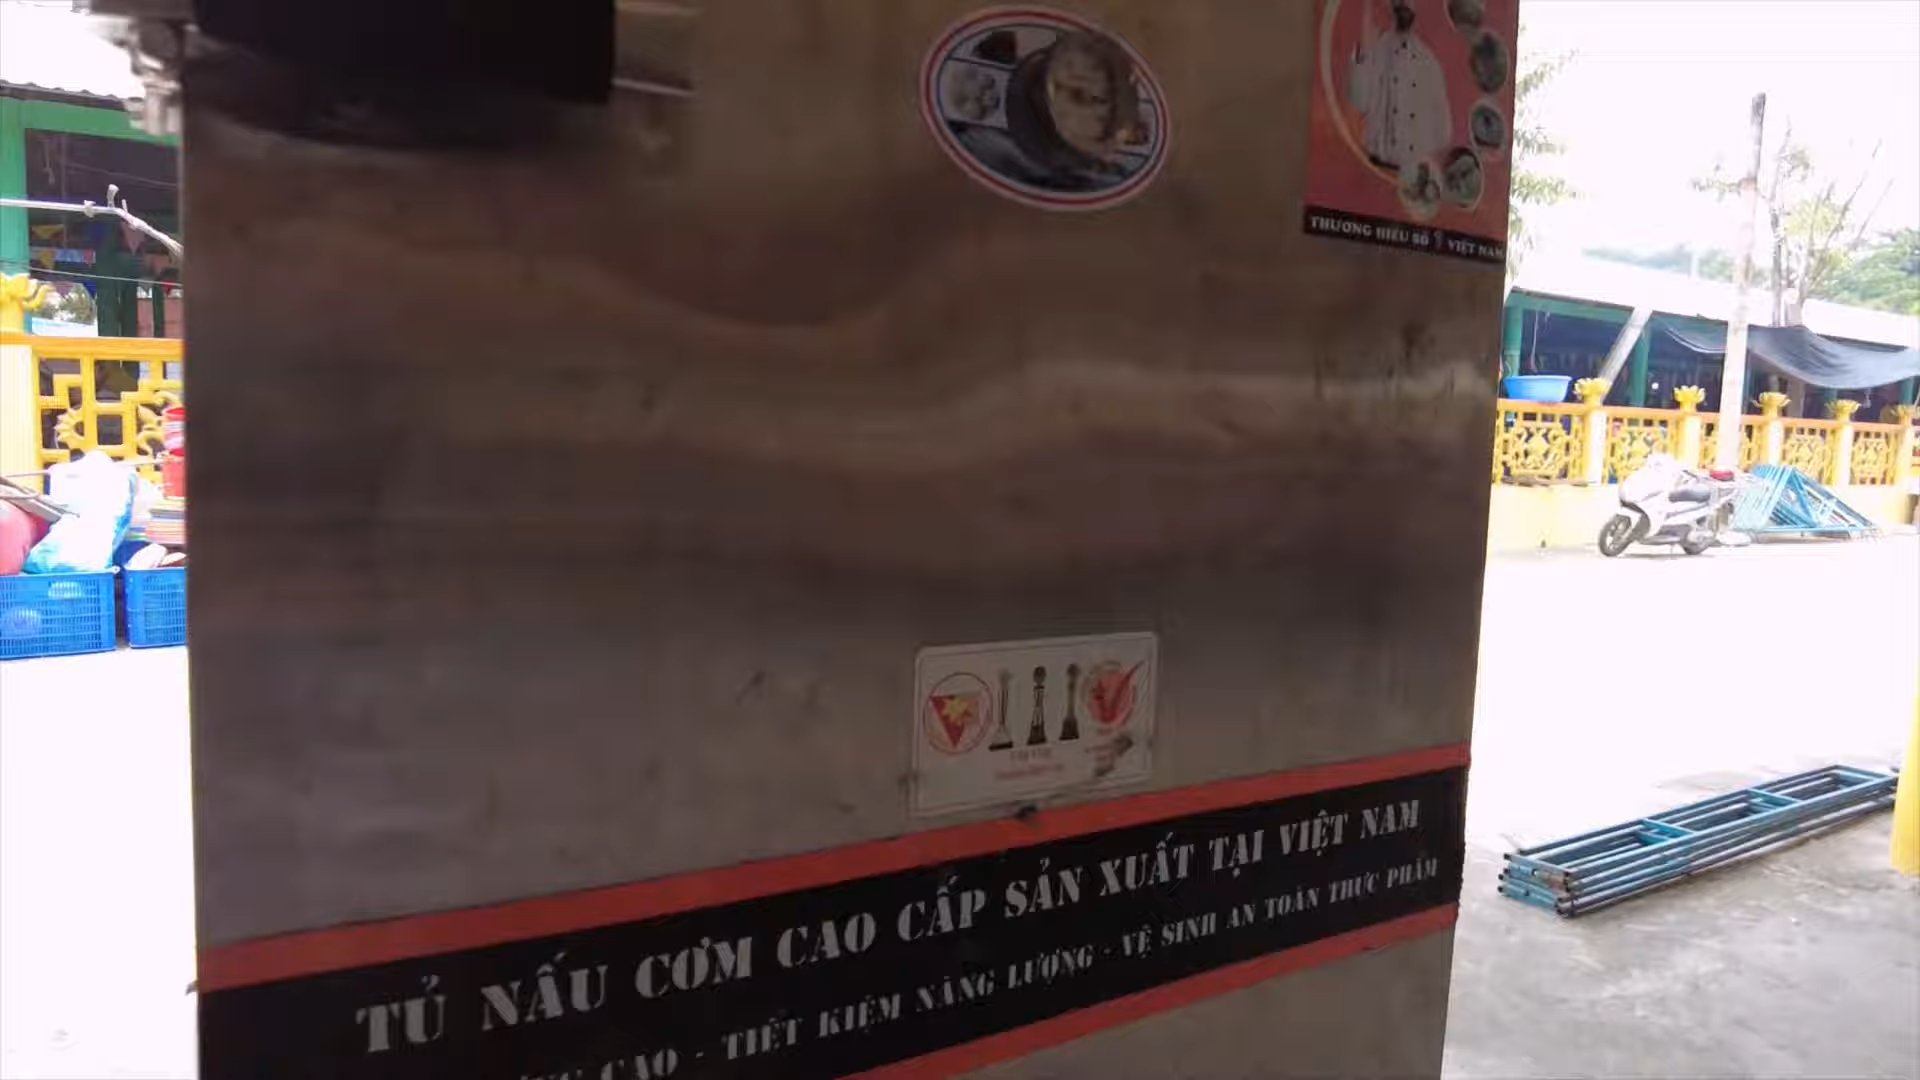 THƯƠNG HIỆU SỐ 1 VIỆT NAM
TỦ NẤU CƠM CAO CẤP SẢN XUẤT TẠI VIỆT NAM
CAO - TIẾT KIỆM NĂNG LƯỢNG - VỆ SINH AN TOÀN THỰC PHẨM